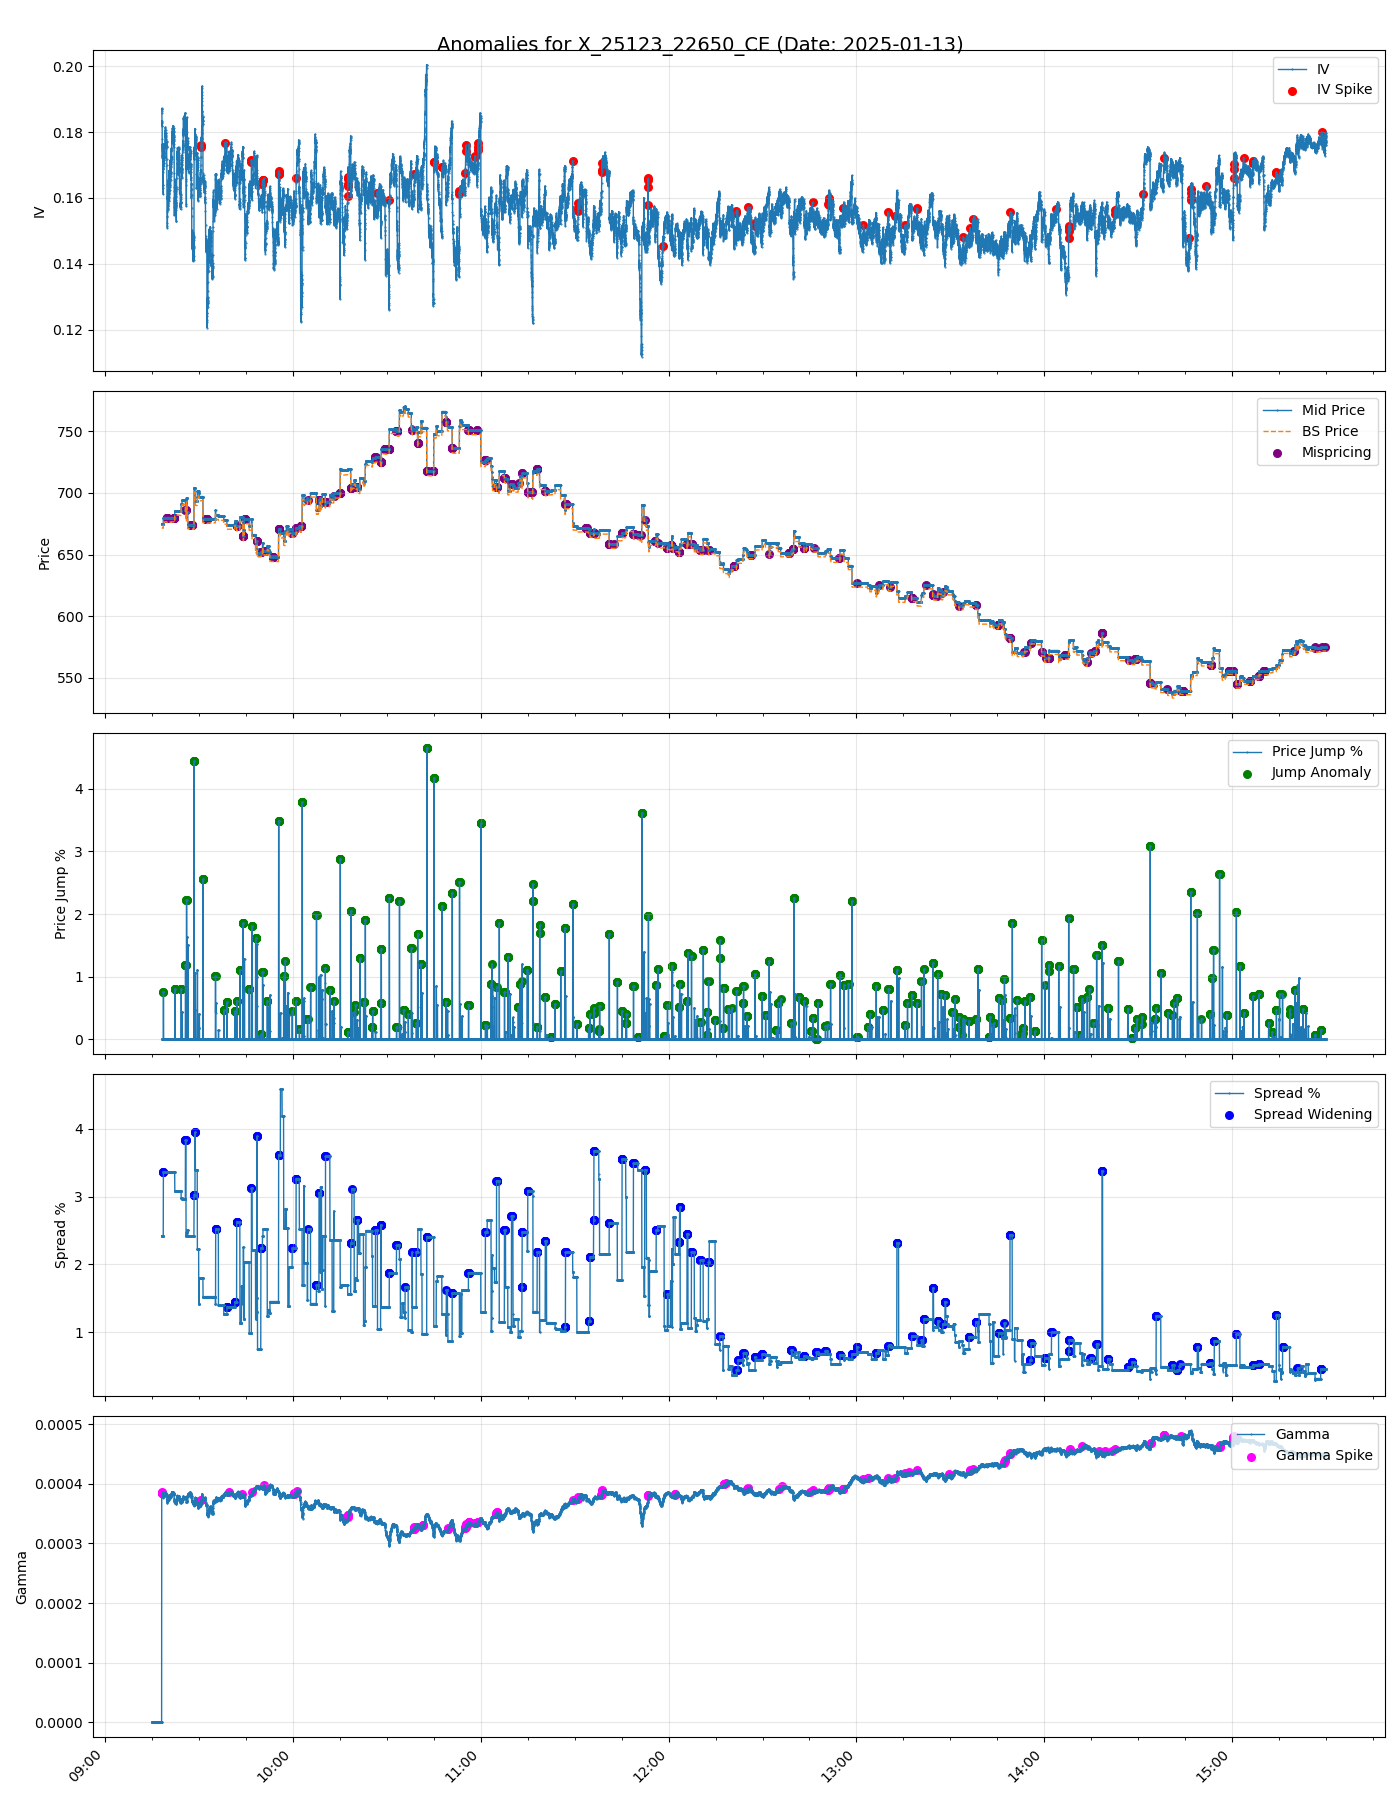 Anomalies for X_25123_22650_CE (Date: 2025-01-13)
IV
IV Spike
0.20
0.18
0.16
0.14
0.12
IV
Mid Price
BS Price
Mispricing
750
700
650
600
550
Price
Price Jump %
Jump Anomaly
4
3
2
1
0
Price Jump %
Spread %
Spread Widening
4
3
2
1
Spread %
Gamma
Gamma Spike
0.0005
0.0004
0.0003
0.0002
0.0001
0.0000
Gamma
09:00
10:00
11:00
12:00
13:00
14:00
15:00